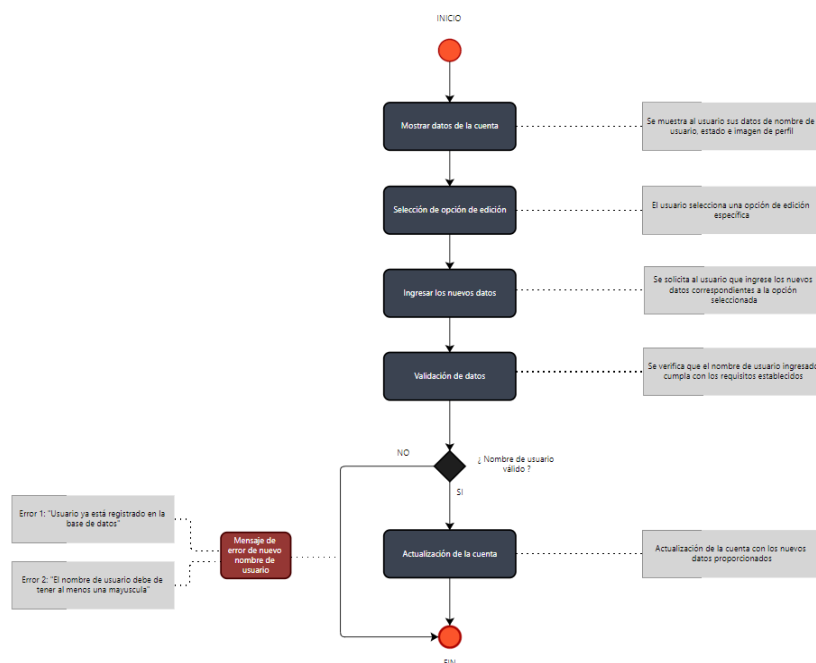 INICIO
Mostrar datos de la cuenta
Se muestra al usuario sus datos de nombre de
usuario, estado e imagen de perfil
Selección de opción de edición
El usuario selecciona una opción de edición
específica
Ingresar los nuevos datos
Se solicita al usuario que ingrese los nuevos
datos correspondientes a la opción
seleccionada
Validación de datos
Se verifica que el nombre de usuario ingresado
cumpla con los requisitos establecidos
NO
¿ Nombre de usuario
válido ?
SI
Error 1: "Usuario ya está registrado en la
base de datos"
Mensaje de
error de nuevo
nombre de
usuario
Error 2: "El nombre de usuario debe de
tener al menos una mayuscula"
Actualización de la cuenta
Actualización de la cuenta con los nuevos
datos proporcionados
FIN